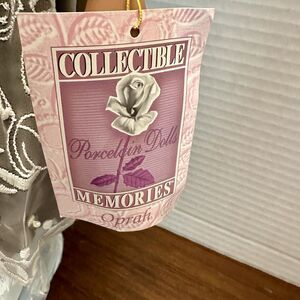 COLLECTIBLE
Porcelain Dolls
MEMORIES
Oprah